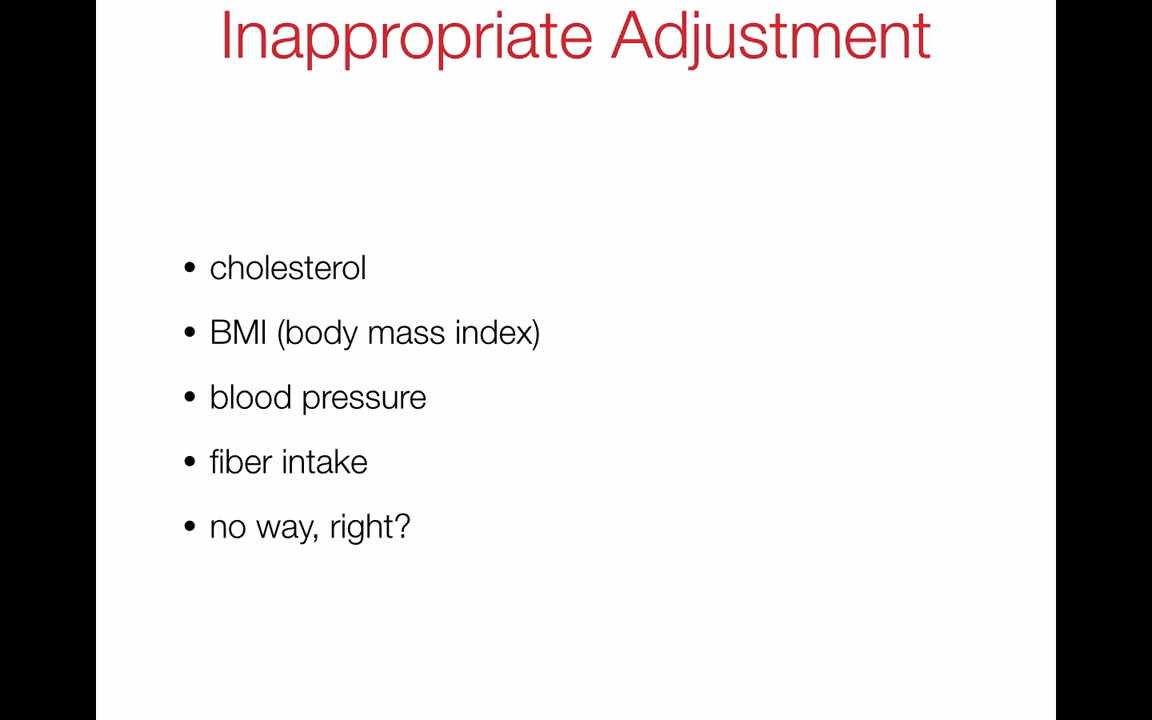 Inappropriate Adjustment
• cholesterol
• BMI (body mass index)
• blood pressure
• fiber intake
• no way, right?